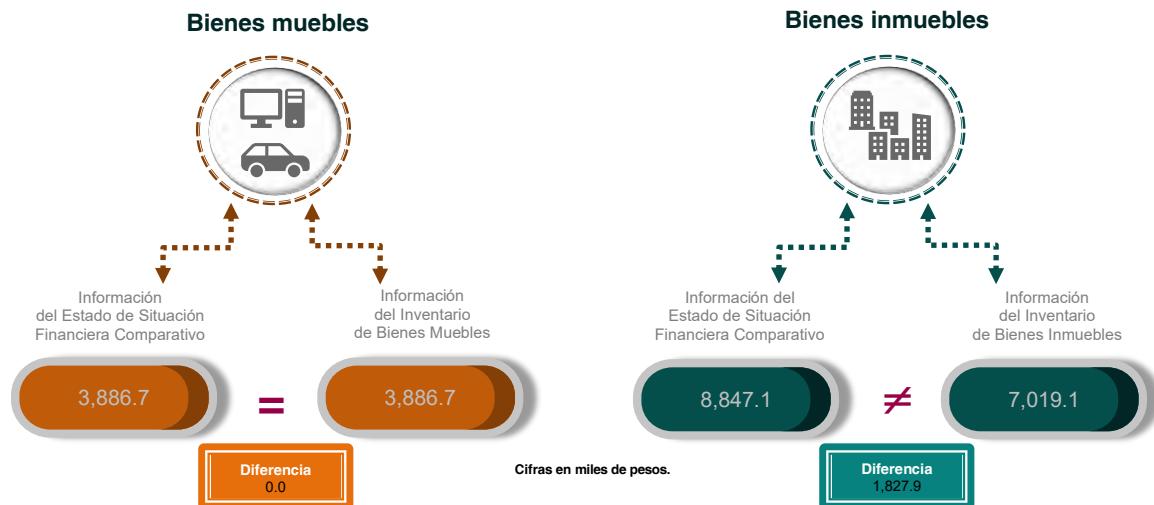 Bienes muebles
Información
del Estado de Situación
Financiera Comparativo
3,886.7
=
Información
del Inventario
de Bienes Muebles
3,886.7
Diferencia
0.0
Cifras en miles de pesos.
Bienes inmuebles
Información del
Estado de Situación
Financiera Comparativo
8,847.1
≠
Información
del Inventario
de Bienes Inmuebles
7,019.1
Diferencia
1,827.9